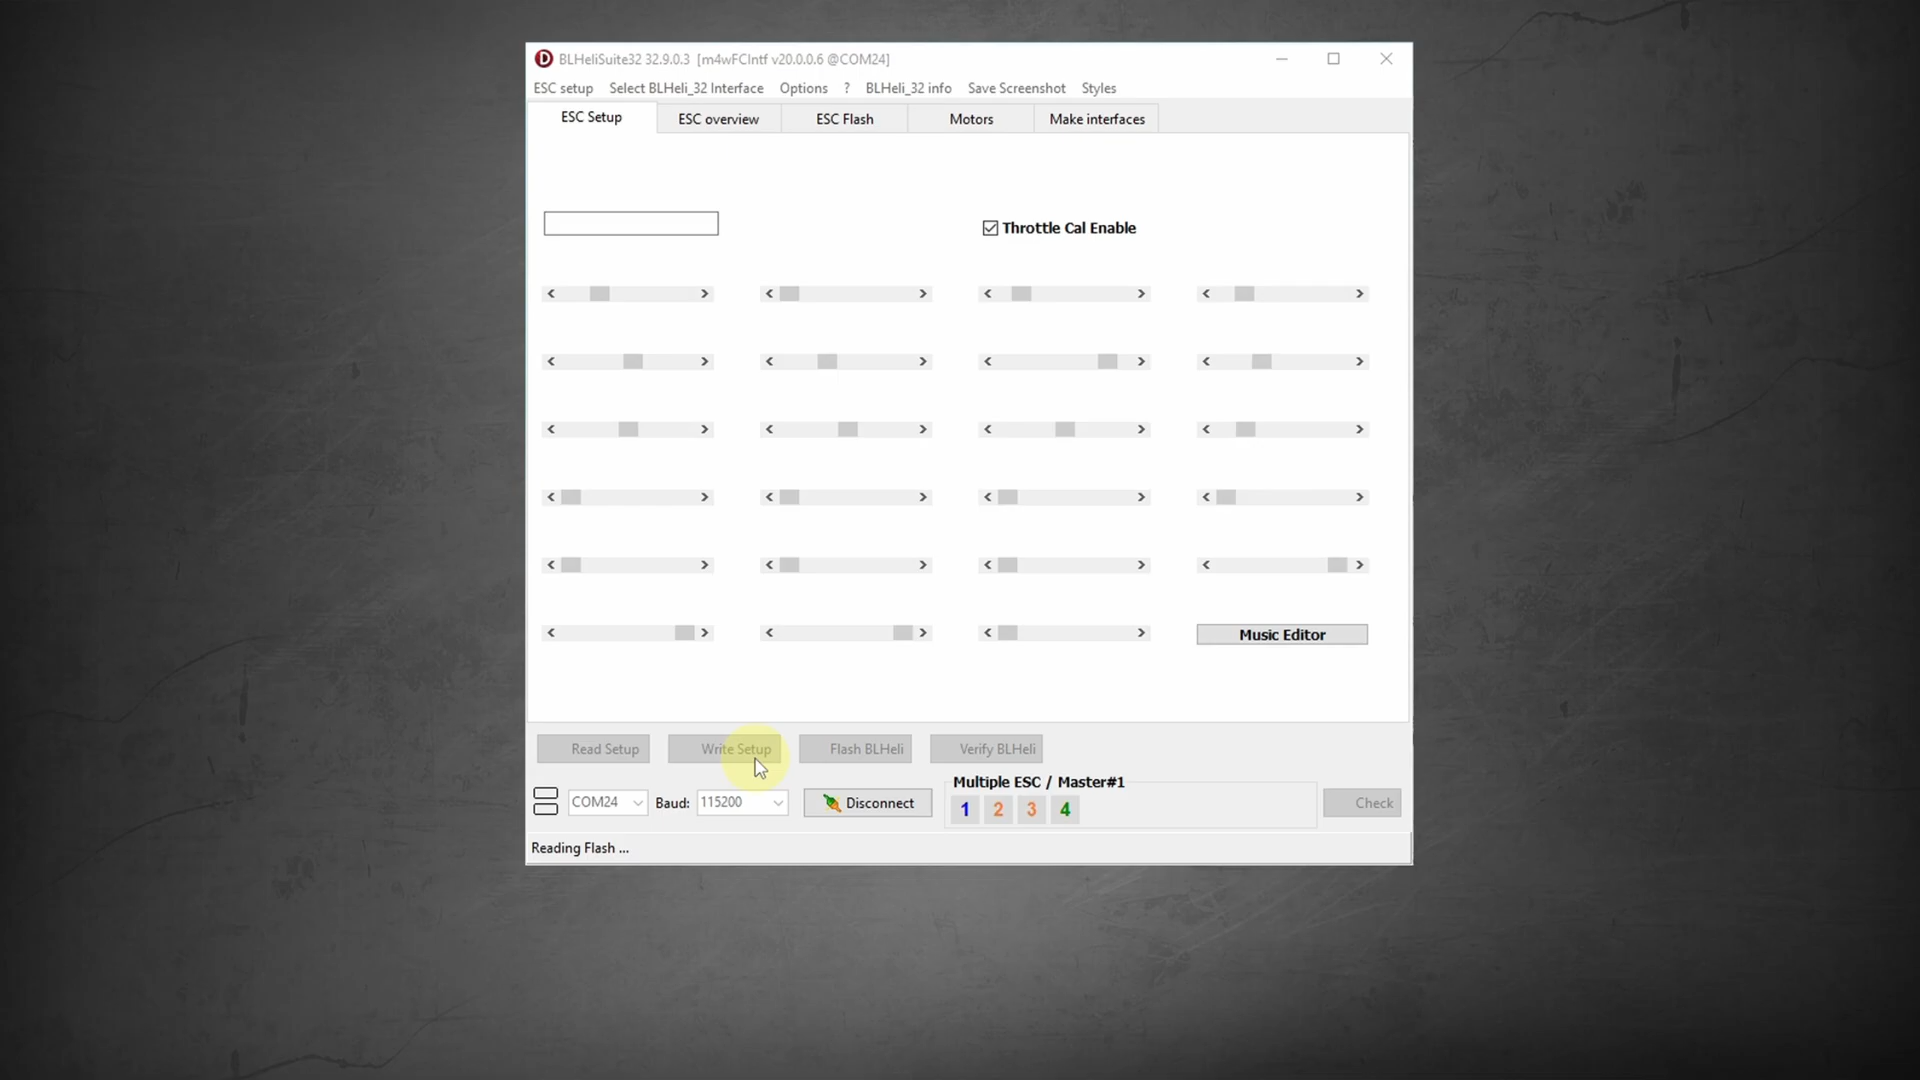 BLHeliSuite32 32.9.0.3 [m4wFCIntf v20.0.0.6 @COM24]
ESC setup Select BLHeli_32 Interface Options ? BLHeli_32 info Save Screenshot Styles
ESC Setup ESC overview ESC Flash Motors Make interfaces
Throttle Cal Enable
Music Editor
Read Setup Write Setup Flash BLHeli Verify BLHeli
Multiple ESC / Master#1
COM24 Baud: 115200 Disconnect 1 2 3 4 Check
Reading Flash ...